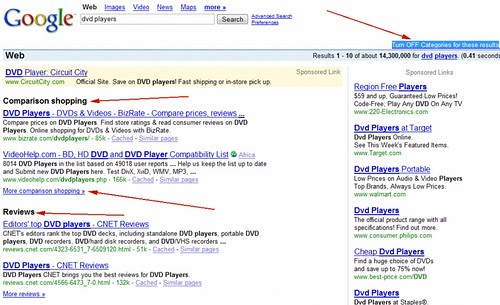 Web Images Video News Maps more »
Google
dvd players
Search
Advanced Search
Preferences
Turn OFF Categories for these results
Web
Results 1 - 10 of about 14,300,000 for dvd players. (0.41 seconds
DVD Player: Circuit City
Sponsored Link
www.CircuitCity.com Official Site. Save on DVD players! Fast shipping or in-store pick up.
Comparison shopping
DVD Players - DVDs & Videos - BizRate - Compare prices, reviews ...
Compare prices on DVD Players. Find store ratings & read consumer reviews on DVD
Players. Online shopping for DVDs & Videos with BizRate.
www.bizrate.com/dvdplayers/ - 85k - Cached - Similar pages
VideoHelp.com - BD, HD DVD and DVD Player Compatibility List Africa
8014 DVD Players in the list based on 49018 user reports ... Help us keep the list up to date
and Submit new DVD Players here. Test DivX, XviD, WMV, MP3, ...
www.videohelp.com/dvdplayers.php - 166k - Cached - Similar pages
More comparison shopping »
Reviews
Editors' top DVD players - CNET Reviews
CNET's editors rank the top DVD decks, including standalone DVD players, portable DVD
players, DVD recorders, DVD/hard disk recorders, and DVD/VHS recorders ...
reviews.cnet.com/4323-6531_7-6509120.html - 51k - Cached - Similar pages
DVD Players - CNET Reviews
CNET brings you the best reviews for DVD Players.
reviews.cnet.com/4566-6473_7-0.html - 132k - Cached - Similar pages
More reviews »
Sponsored Links
Region Free Players
$59 and up, Guaranteed Low Prices!
Code-Free, Play Any DVD On Any TV
www.220-Electronics.com
Dvd Players at Target
Dvd Players Online.
See This Week's Featured Items.
www.Target.com
Dvd Players Portable
Low Prices on Audio & Video Players
Top Brands, Always Low Prices.
www.walmart.com
Dvd Players
The official product range with all
specifications! Find out more.
www.consumer.philips.com
Cheap Dvd Players
Find a huge choice of DVDs
and save up to 75% now!
www.best-price.com/DVD
Dvd Players at Staples®